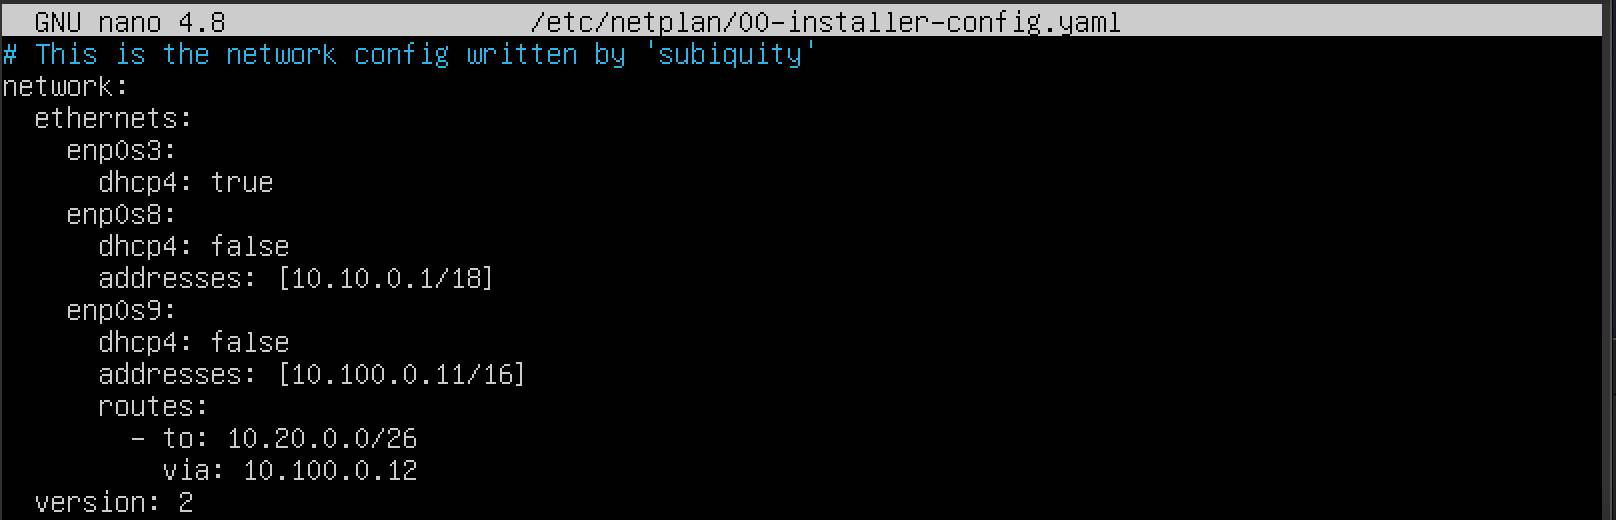 GNU nano 4.8 /etc/netplan/00-installer-config.yaml
# This is the network config written by 'subiquity'
network:
  ethernets:
    enp0s3:
      dhcp4: true
    enp0s8:
      dhcp4: false
      addresses: [10.10.0.1/18]
    enp0s9:
      dhcp4: false
      addresses: [10.100.0.11/16]
      routes:
        - to: 10.20.0.0/26
          via: 10.100.0.12
  version: 2